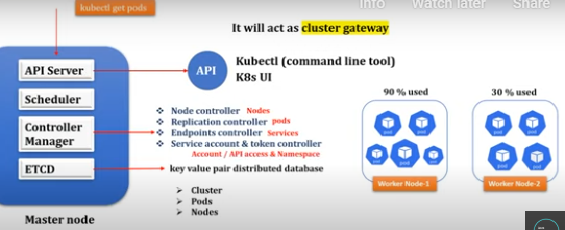 Info Watch later Share
kubectl get pods
It will act as cluster gateway
API Server
API
Kubectl (command line tool)
K8s UI
Scheduler
Controller
Manager
Node controller Nodes
Replication controller pods
Endpoints controller Services
Service account & token controller
Account / API access & Namespace
ETCD
key value pair distributed database
Cluster
Pods
Nodes
Master node
90 % used
30 % used
pod
pod
pod
pod
pod
pod
pod
pod
pod
Worker Node-1
Worker Node-2